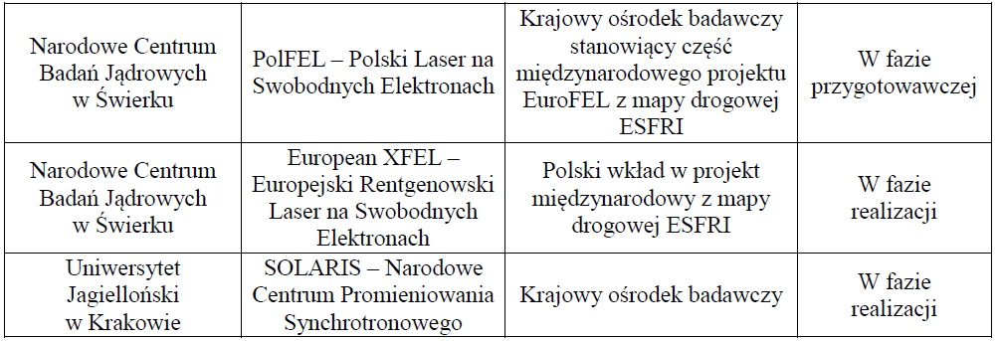 Narodowe Centrum
Badań Jądrowych
w Świerku
PolFEL – Polski Laser na
Swobodnych Elektronach
Krajowy ośrodek badawczy
stanowiący część
międzynarodowego projektu
EuroFEL z mapy drogowej
ESFRI
W fazie
przygotowawczej
Narodowe Centrum
Badań Jądrowych
w Świerku
European XFEL –
Europejski Rentgenowski
Laser na Swobodnych
Elektronach
Polski wkład w projekt
międzynarodowy z mapy
drogowej ESFRI
W fazie
realizacji
Uniwersytet
Jagielloński
w Krakowie
SOLARIS – Narodowe
Centrum Promieniowania
Synchrotronowego
Krajowy ośrodek badawczy
W fazie
realizacji